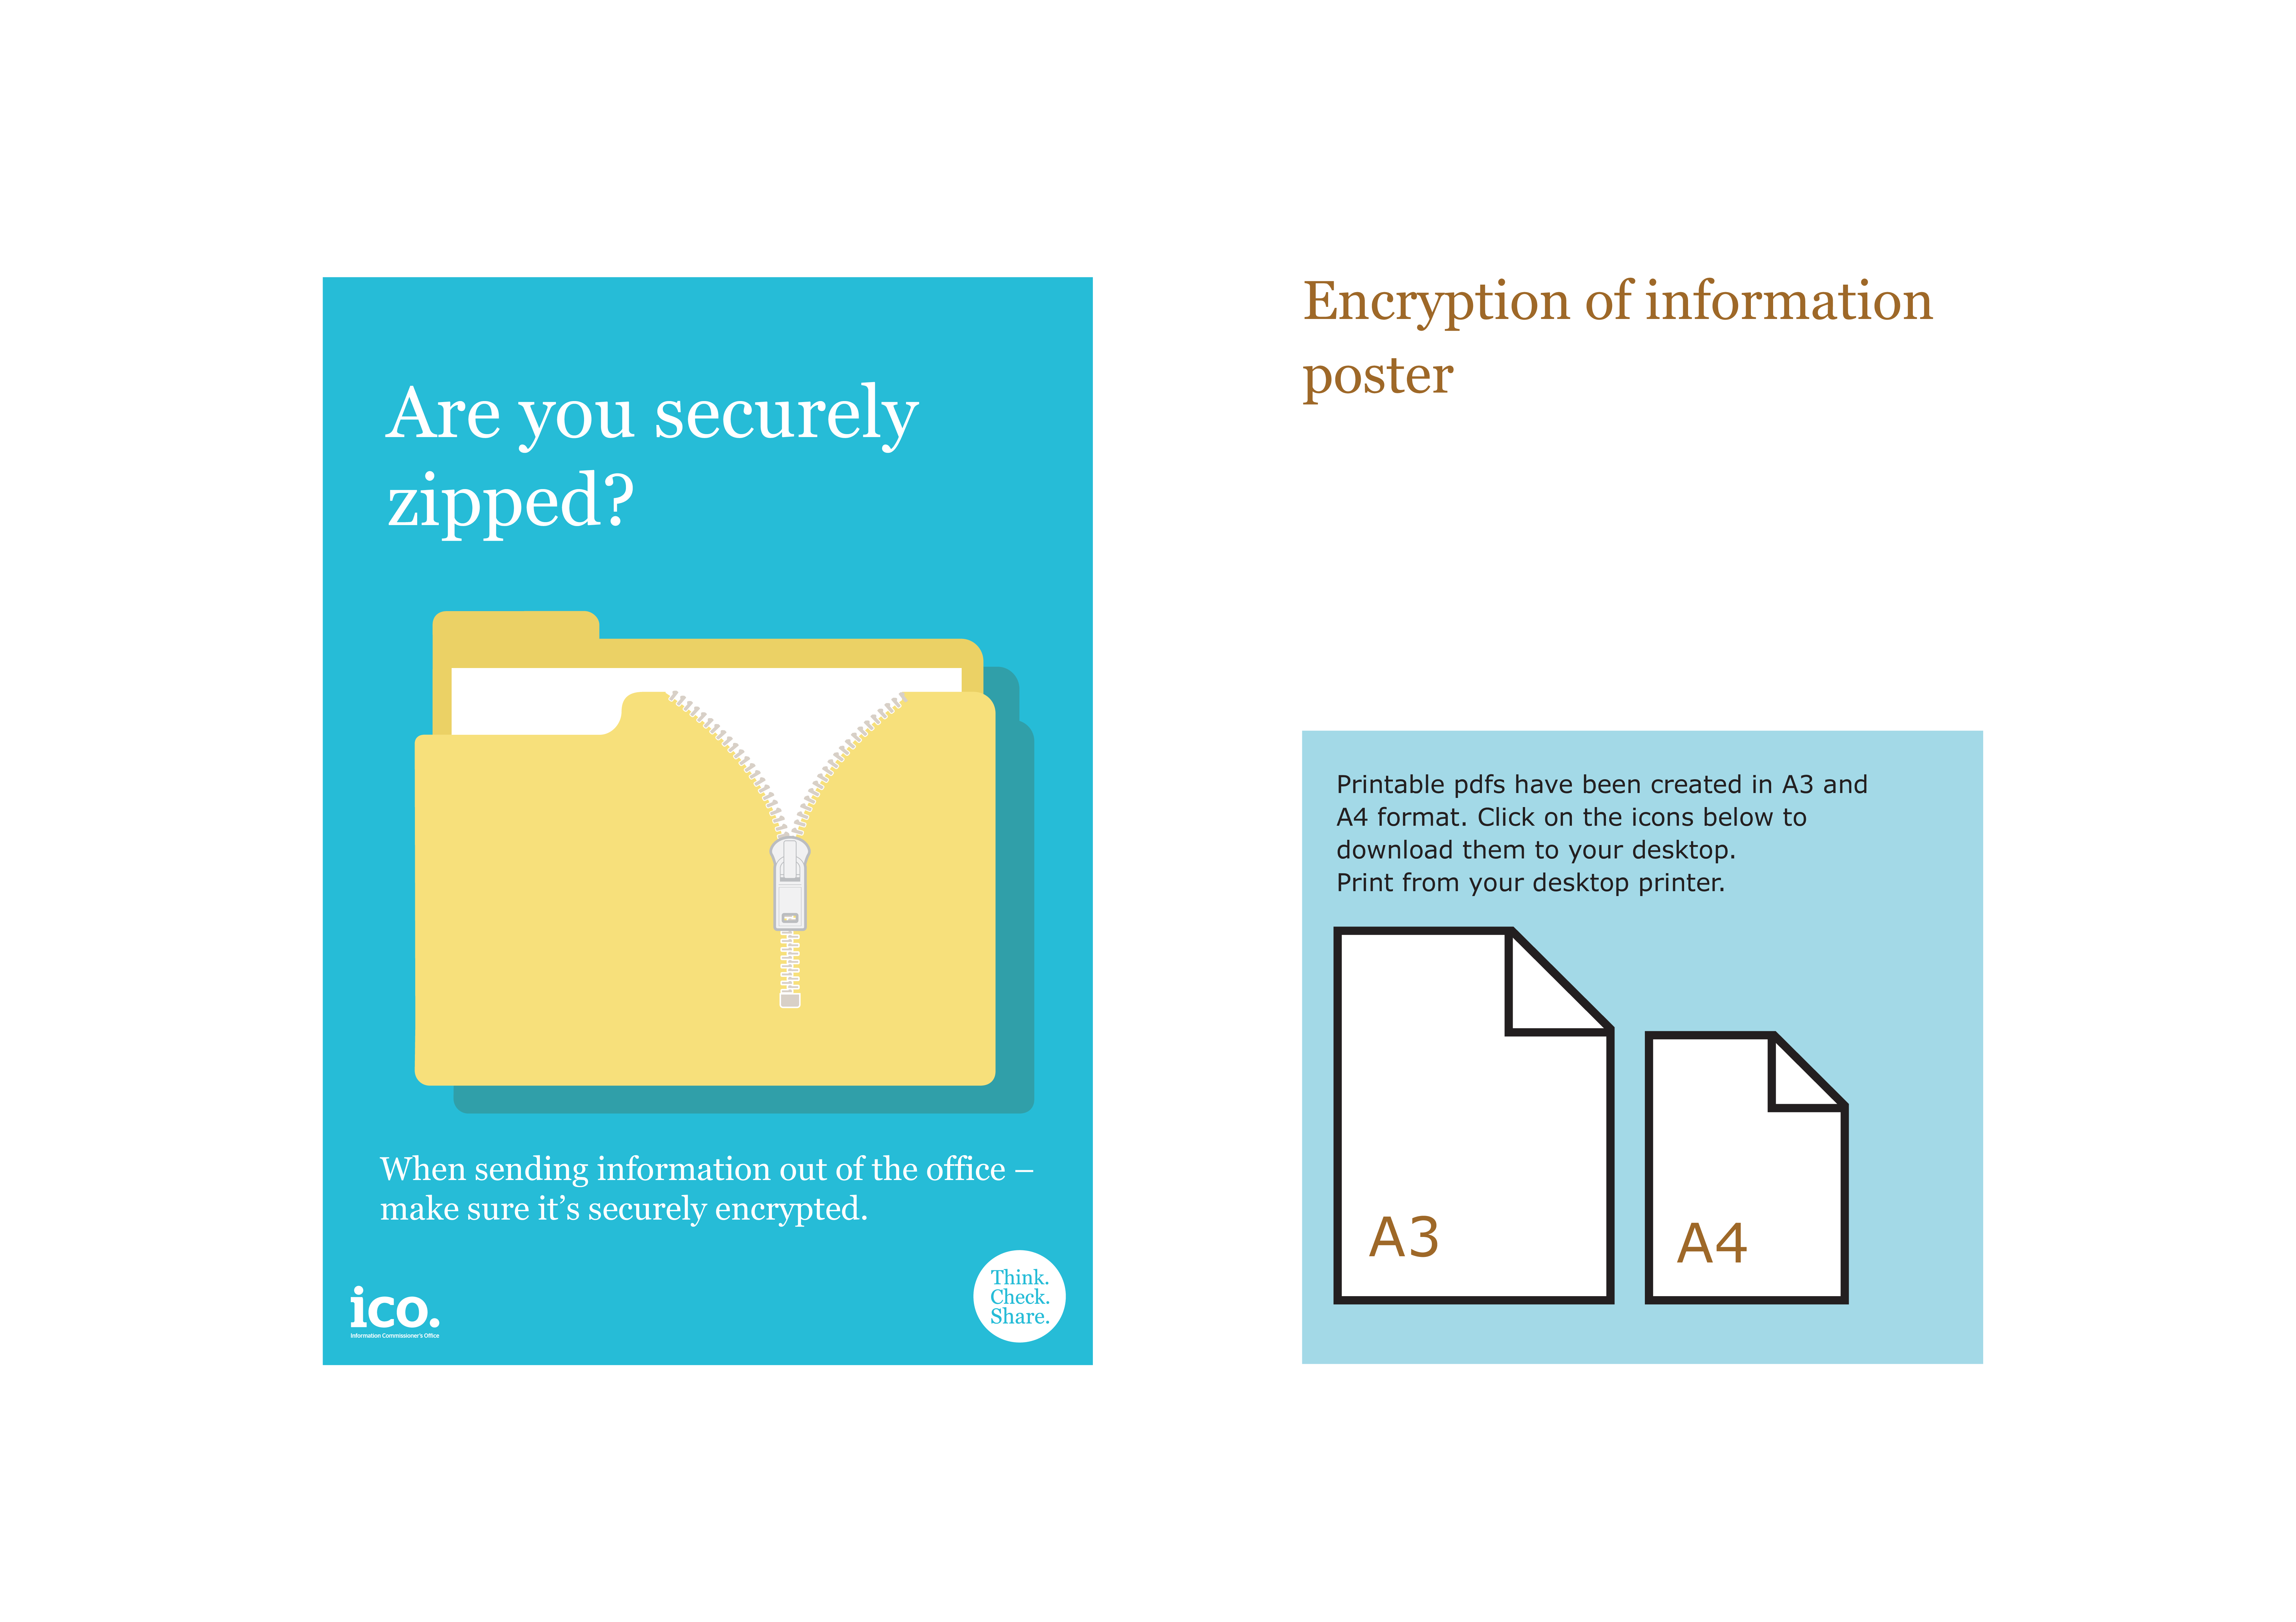 Are you securely
zipped?
When sending information out of the office –
make sure it’s securely encrypted.
ico.
Information Commissioner's Office
Think.
Check.
Share.
Encryption of information
poster
Printable pdfs have been created in A3 and
A4 format. Click on the icons below to
download them to your desktop.
Print from your desktop printer.
A3
A4